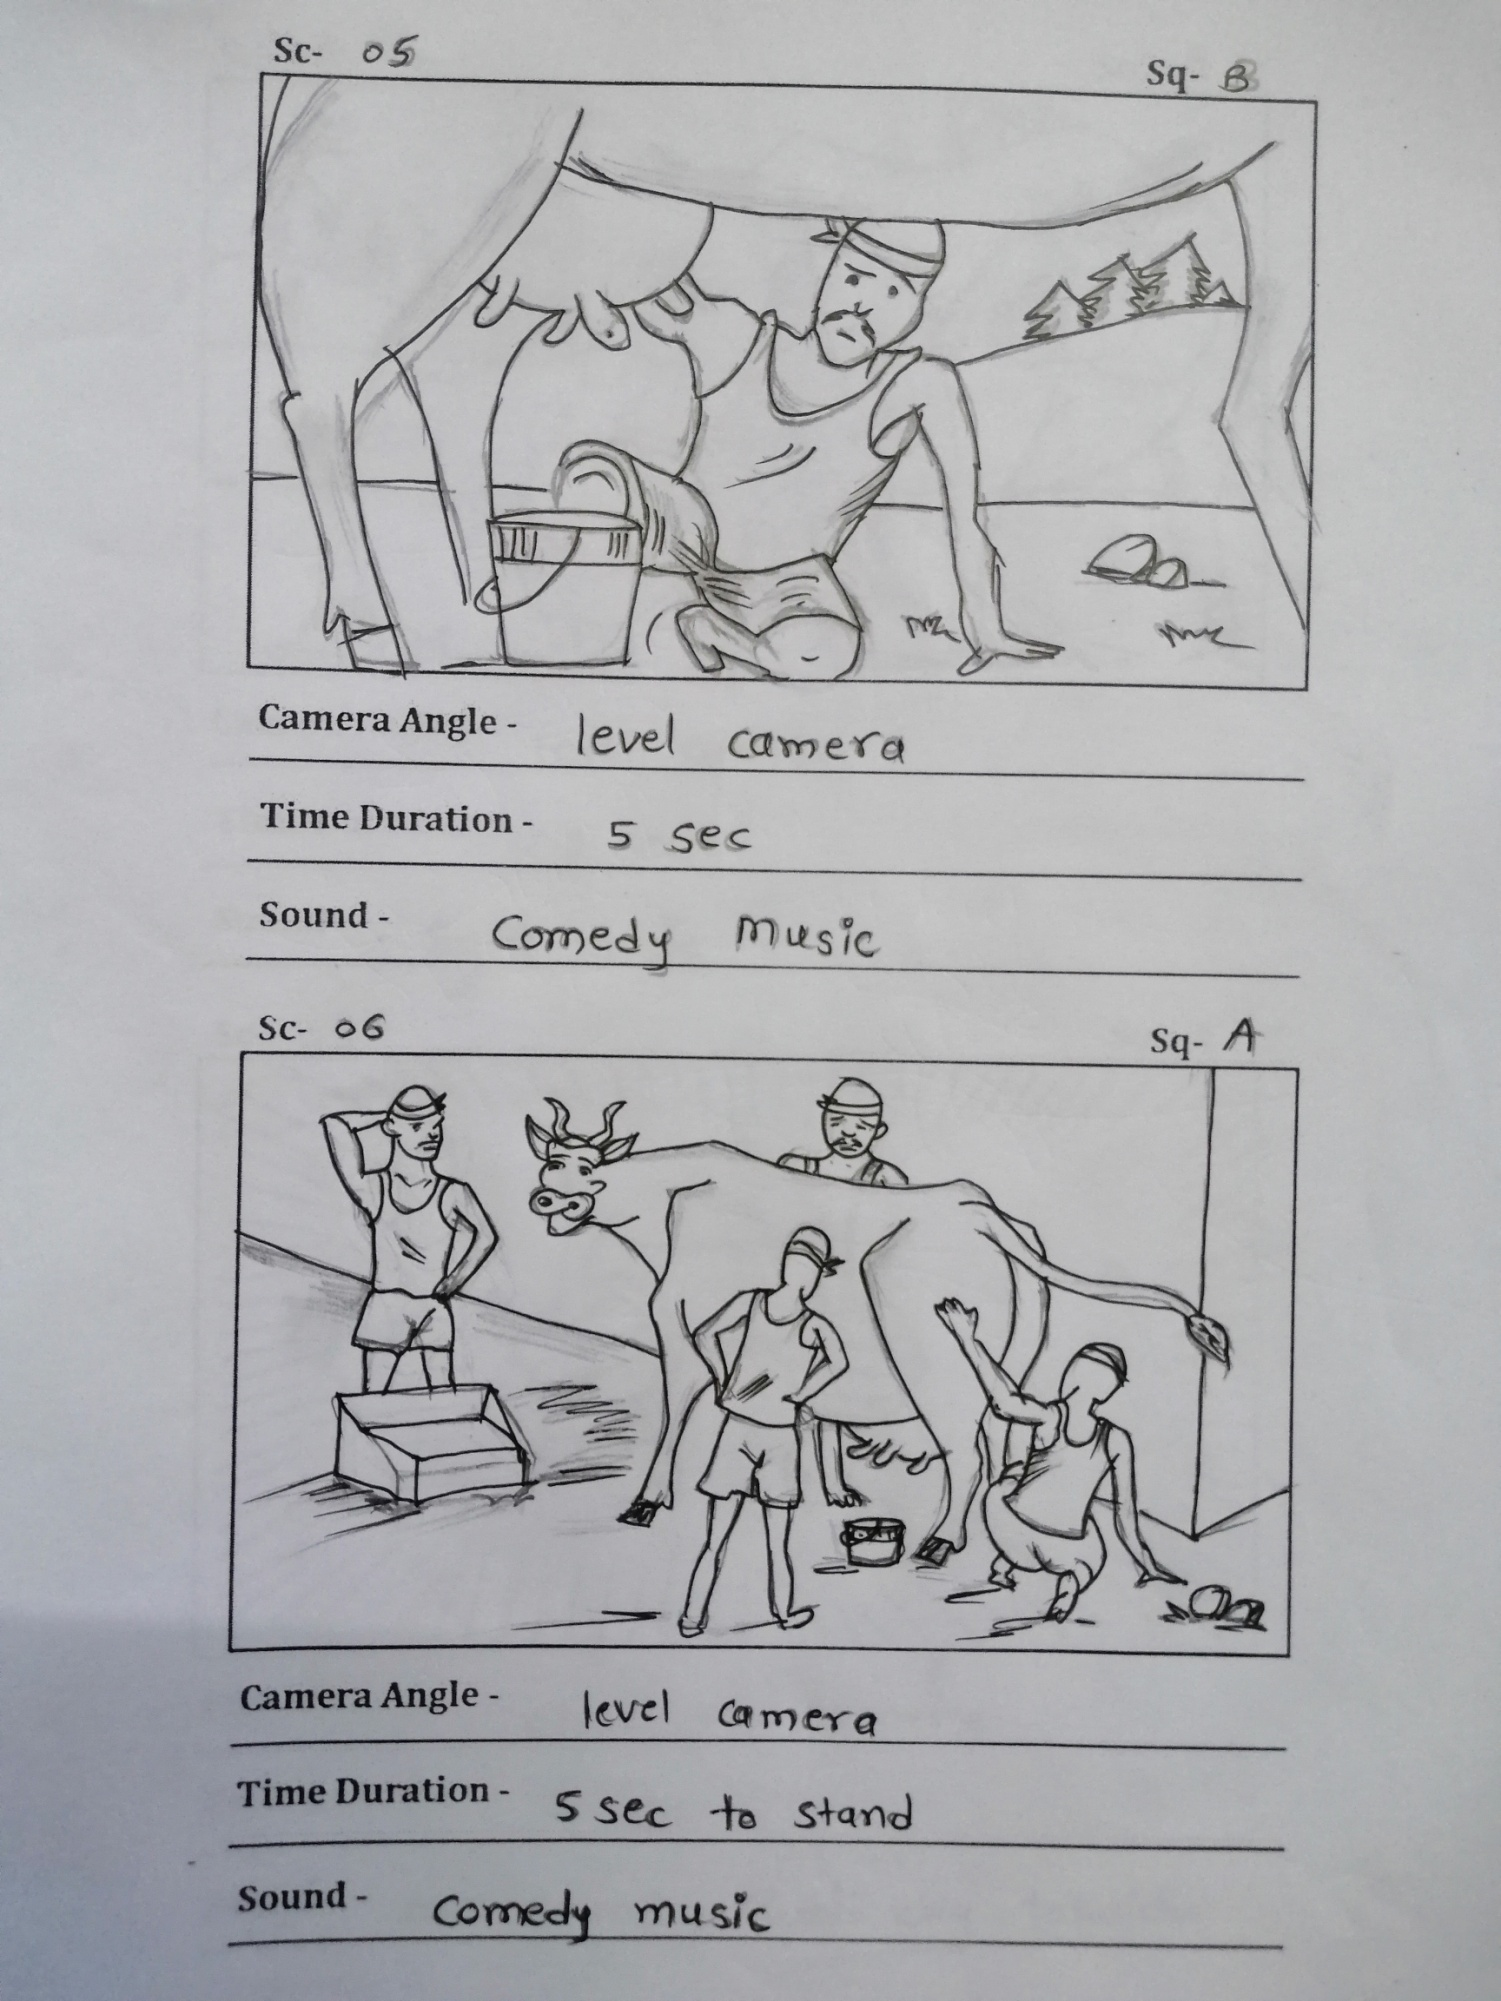 Sc- 05
Sq- B
Camera Angle - level camera
Time Duration - 5 sec
Sound - Comedy Music
Sc- 06
Sq- A
Camera Angle - level camera
Time Duration - 5 sec to stand
Sound - Comedy music